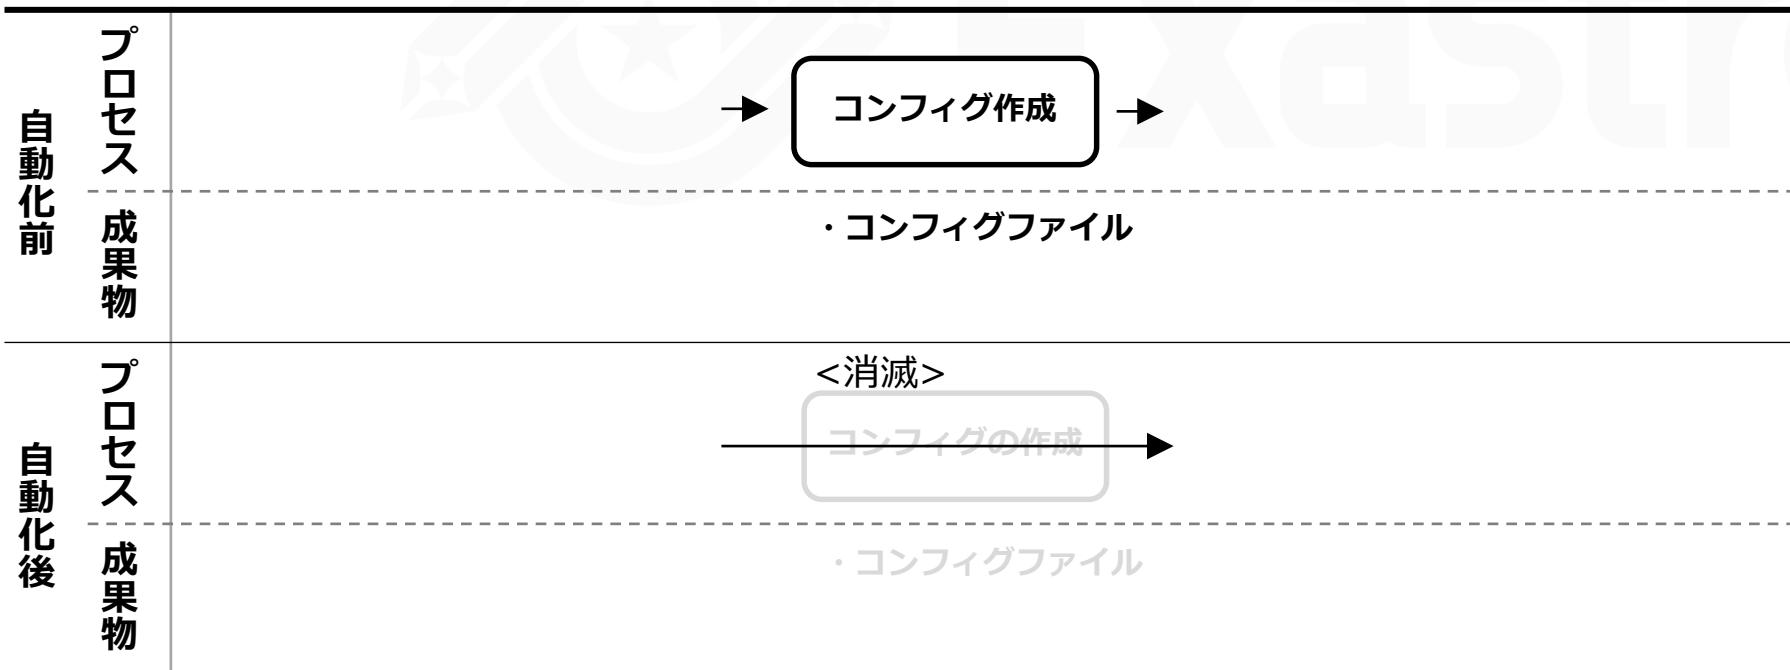 自動化前
プロセス
コンフィグ作成
成果物
・コンフィグファイル
自動化後
プロセス
<消滅>
コンフィグの作成
成果物
・コンフィグファイル
Exastro